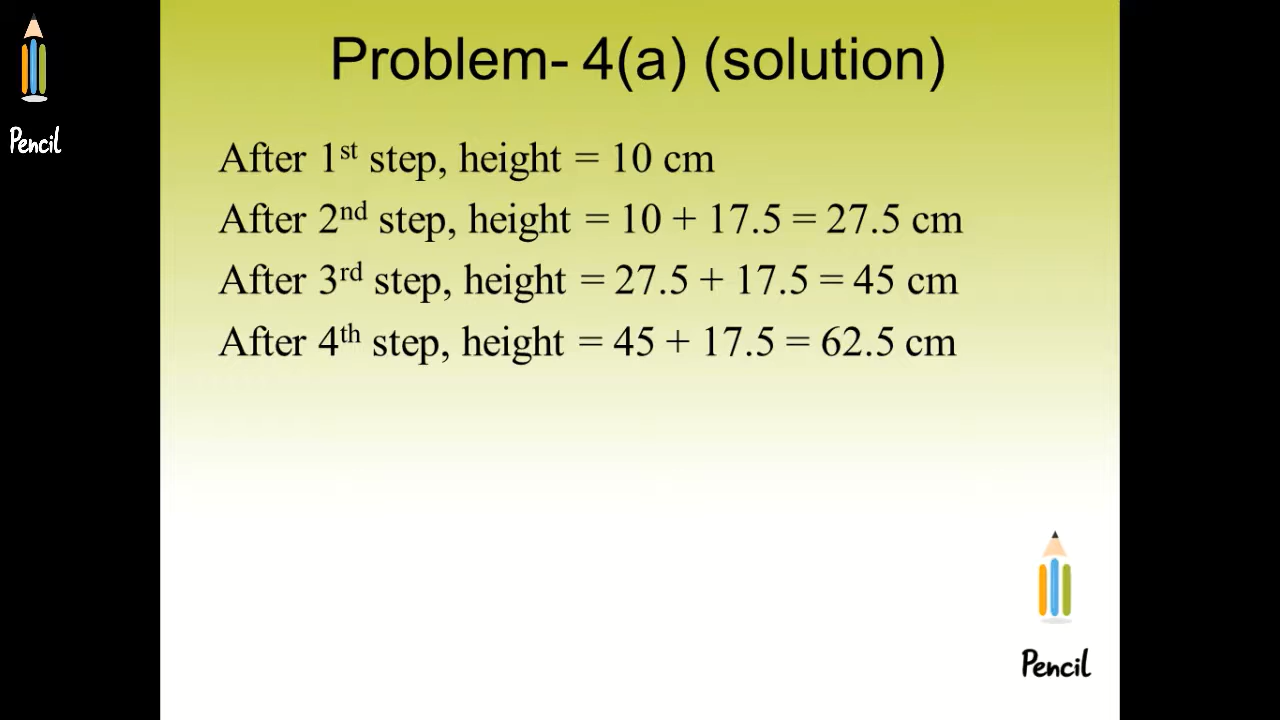 Problem- 4(a) (solution)
Pencil
After 1st step, height = 10 cm
After 2nd step, height = 10 + 17.5 = 27.5 cm
After 3rd step, height = 27.5 + 17.5 = 45 cm
After 4th step, height = 45 + 17.5 = 62.5 cm
Pencil